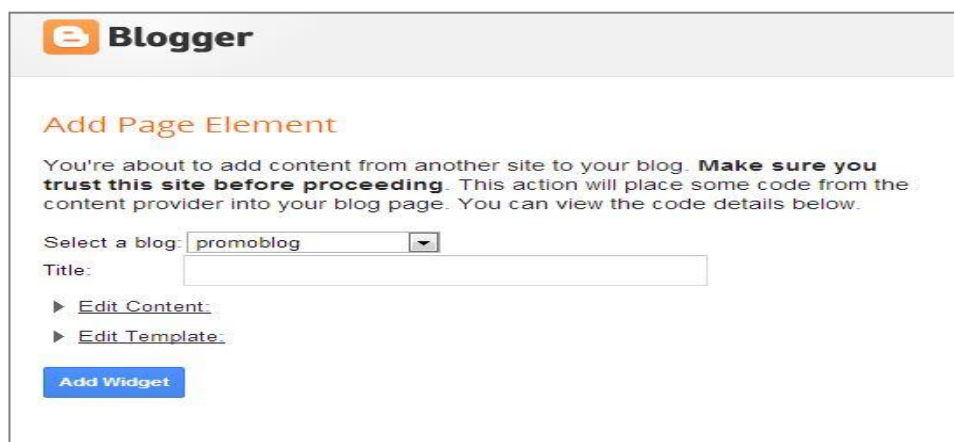 Blogger
Add Page Element
You're about to add content from another site to your blog. Make sure you
trust this site before proceeding. This action will place some code from the
content provider into your blog page. You can view the code details below.
Select a blog: promoblog
Title:
Edit Content:
Edit Template:
Add Widget